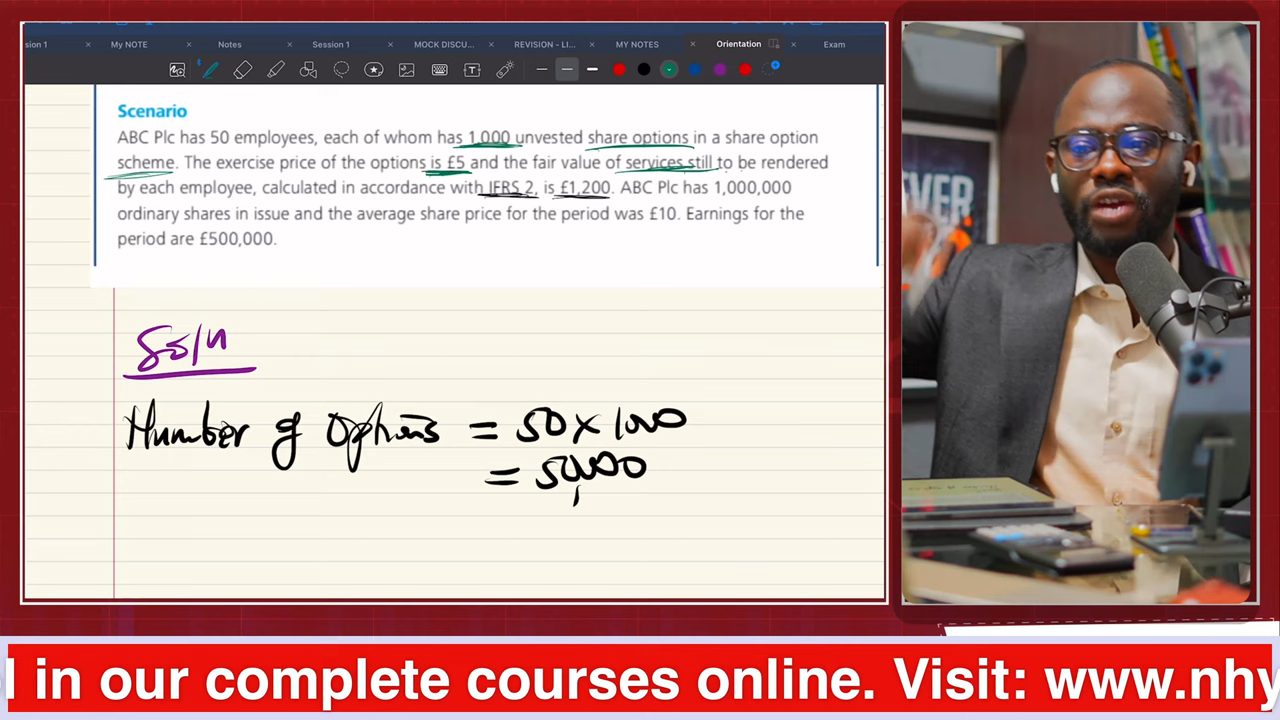 sion 1 My NOTE Notes Session 1 MOCK DISCU... REVISION - LI... MY NOTES Orientation Exam
Scenario
ABC Plc has 50 employees, each of whom has 1,000 unvested share options in a share option
scheme. The exercise price of the options is £5 and the fair value of services still to be rendered
by each employee, calculated in accordance with IFRS 2, is £1,200. ABC Plc has 1,000,000
ordinary shares in issue and the average share price for the period was £10. Earnings for the
period are £500,000.
Soln
Number of Options = 50 x 1000
= 50,000
EVER
l in our complete courses online. Visit: www.nhy